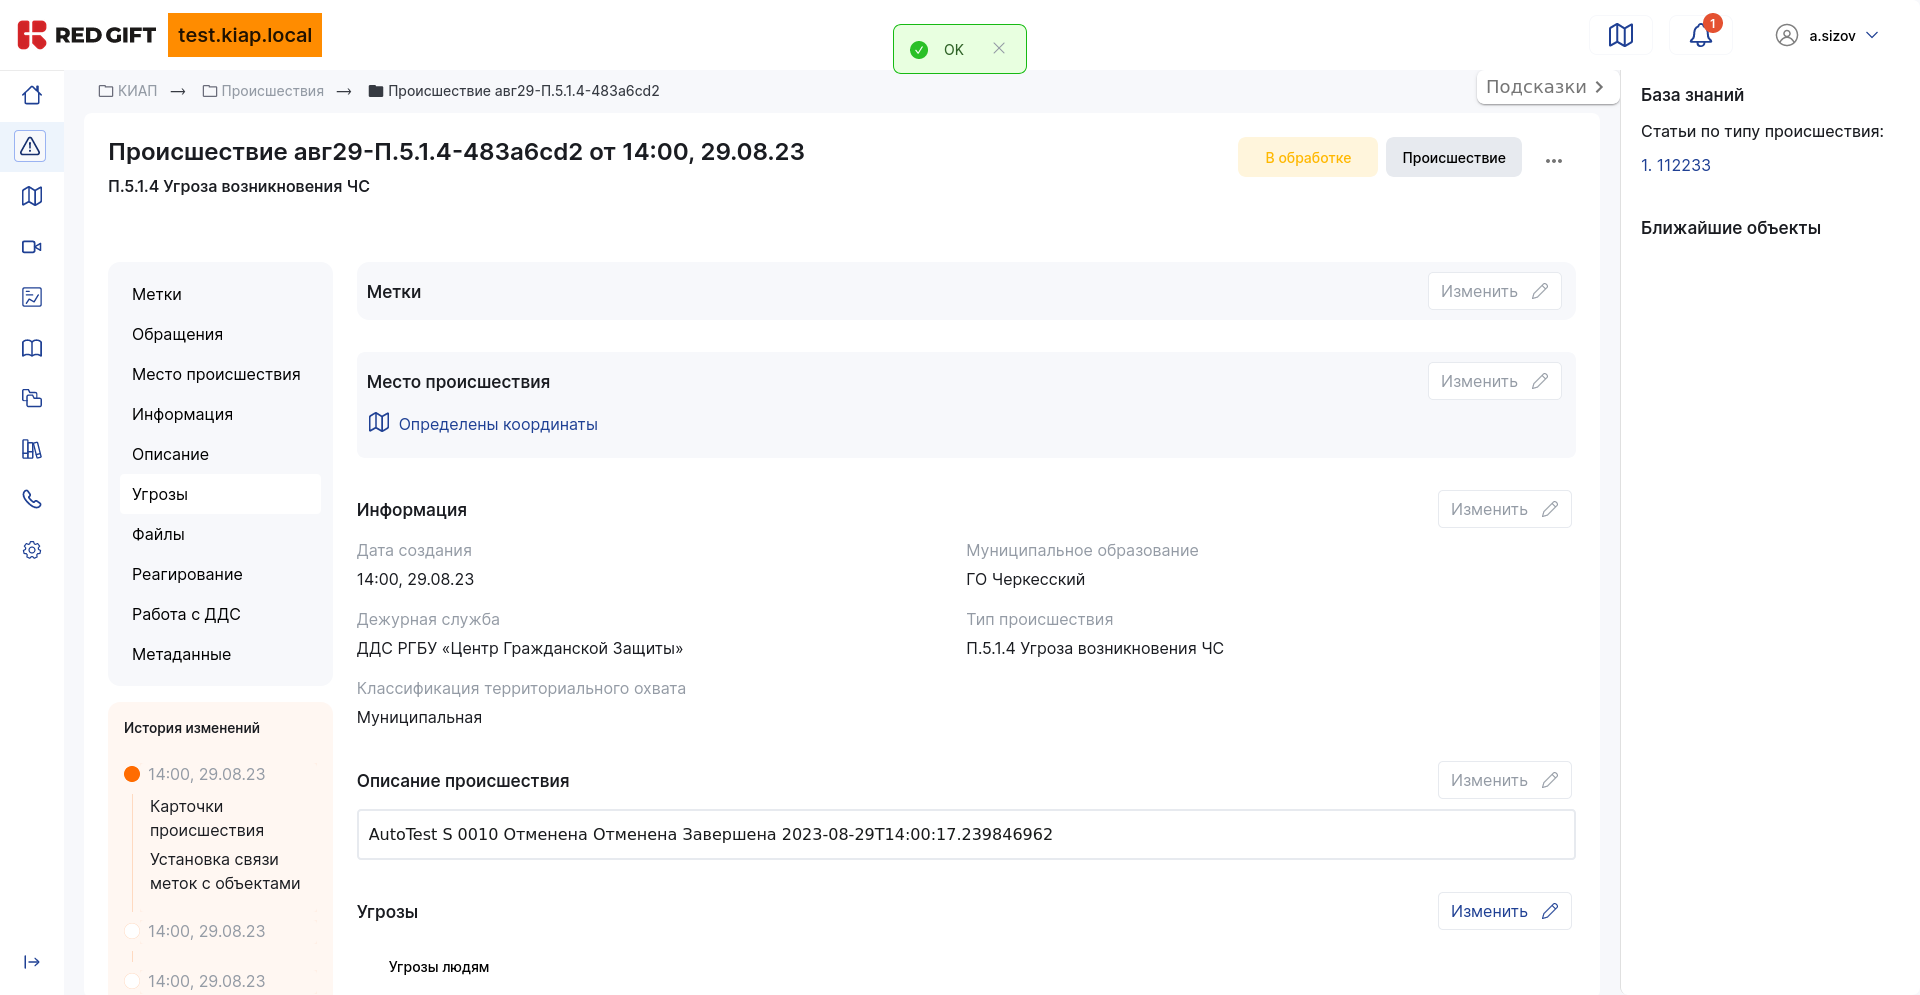 RED GIFT
test.kiap.local
OK
1
a.sizov
КИАП → Происшествия → Происшествие авг29-П.5.1.4-483a6cd2
Подсказки
Происшествие авг29-П.5.1.4-483a6cd2 от 14:00, 29.08.23
П.5.1.4 Угроза возникновения ЧС
В обработке
Происшествие
...
Метки
Обращения
Место происшествия
Информация
Описание
Угрозы
Файлы
Реагирование
Работа с ДДС
Метаданные
История изменений
14:00, 29.08.23
Карточки
происшествия
Установка связи
меток с объектами
14:00, 29.08.23
14:00, 29.08.23
Метки
Изменить
Место происшествия
Изменить
Определены координаты
Информация
Изменить
Дата создания
14:00, 29.08.23
Муниципальное образование
ГО Черкесский
Дежурная служба
ДДС РГБУ «Центр Гражданской Защиты»
Тип происшествия
П.5.1.4 Угроза возникновения ЧС
Классификация территориального охвата
Муниципальная
Описание происшествия
Изменить
AutoTest S 0010 Отменена Отменена Завершена 2023-08-29T14:00:17.239846962
Угрозы
Изменить
Угрозы людям
База знаний
Статьи по типу происшествия:
1. 112233
Ближайшие объекты